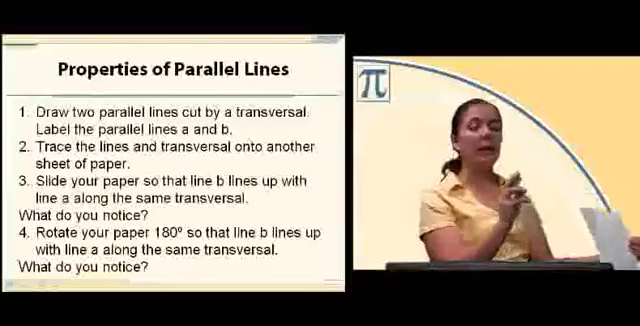 Properties of Parallel Lines
1. Draw two parallel lines cut by a transversal.
Label the parallel lines a and b.
2. Trace the lines and transversal onto another
sheet of paper.
3. Slide your paper so that line b lines up with
line a along the same transversal.
What do you notice?
4. Rotate your paper 180º so that line b lines up
with line a along the same transversal.
What do you notice?
π